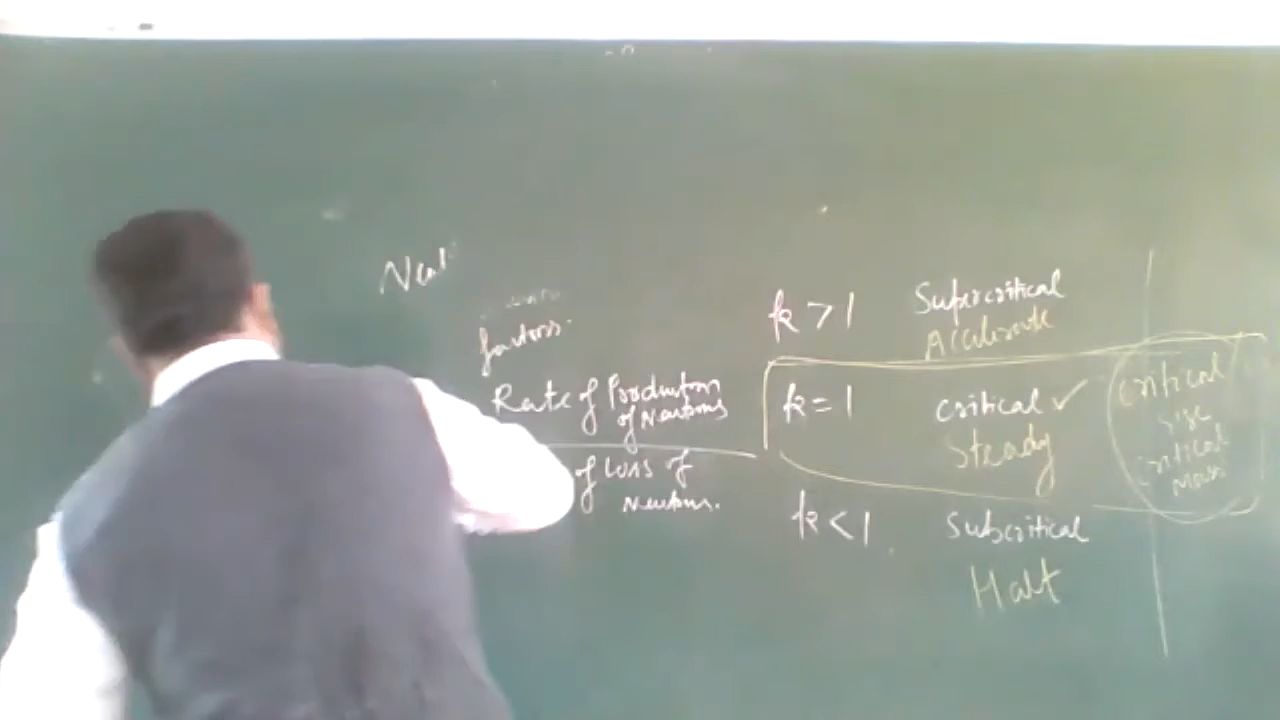 factors.
Rate of Production
of Neutrons
of Loss of
Neutrons.
k > 1 Supercritical
Accelerate
k = 1 critical ✓
Steady
k < 1 Subcritical
Halt
critical
size
critical
Mass